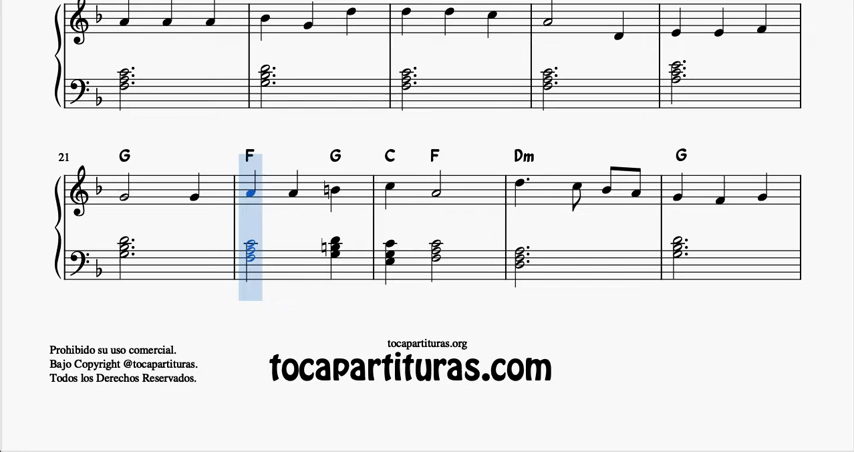 21 G F G C F Dm G
Prohibido su uso comercial.
Bajo Copyright @tocapartituras.
Todos los Derechos Reservados.
tocapartituras.org
tocapartituras.com